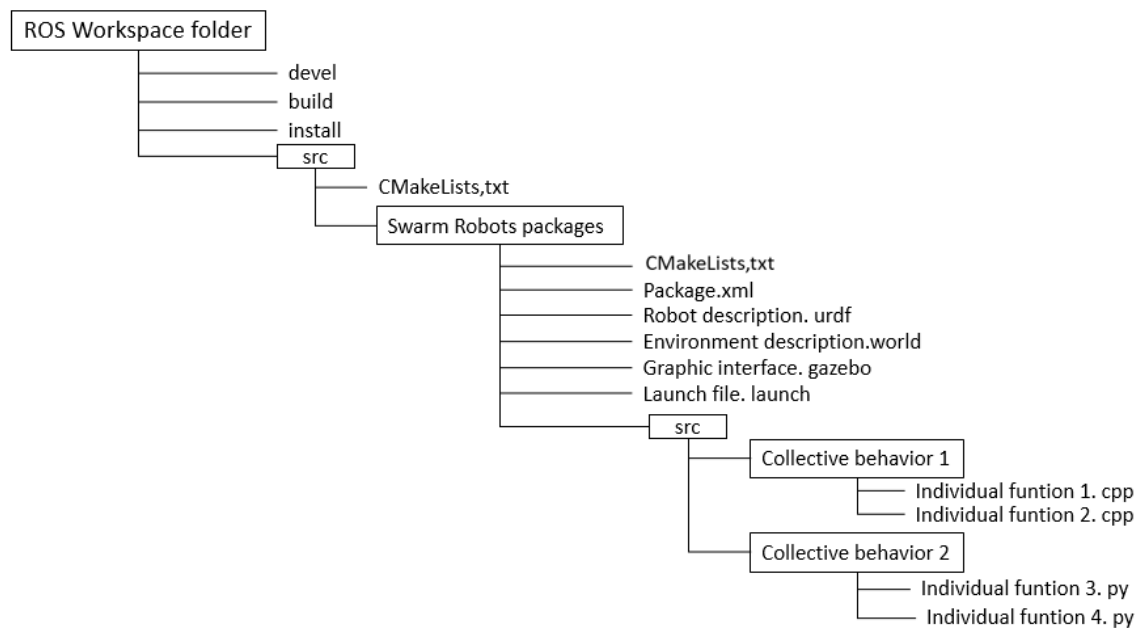 ROS Workspace folder
devel
build
install
src
CMakeLists,txt
Swarm Robots packages
CMakeLists,txt
Package.xml
Robot description. urdf
Environment description.world
Graphic interface. gazebo
Launch file. launch
src
Collective behavior 1
Individual funtion 1. cpp
Individual funtion 2. cpp
Collective behavior 2
Individual funtion 3. py
Individual funtion 4. py